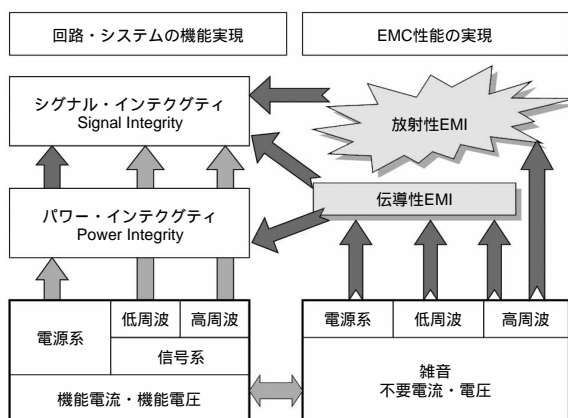 回路・システムの機能実現
EMC性能の実現
シグナル・インテクグティ
Signal Integrity
放射性EMI
伝導性EMI
パワー・インテクグティ
Power Integrity
電源系
低周波
高周波
信号系
機能電流・機能電圧
電源系
低周波
高周波
雑音
不要電流・電圧